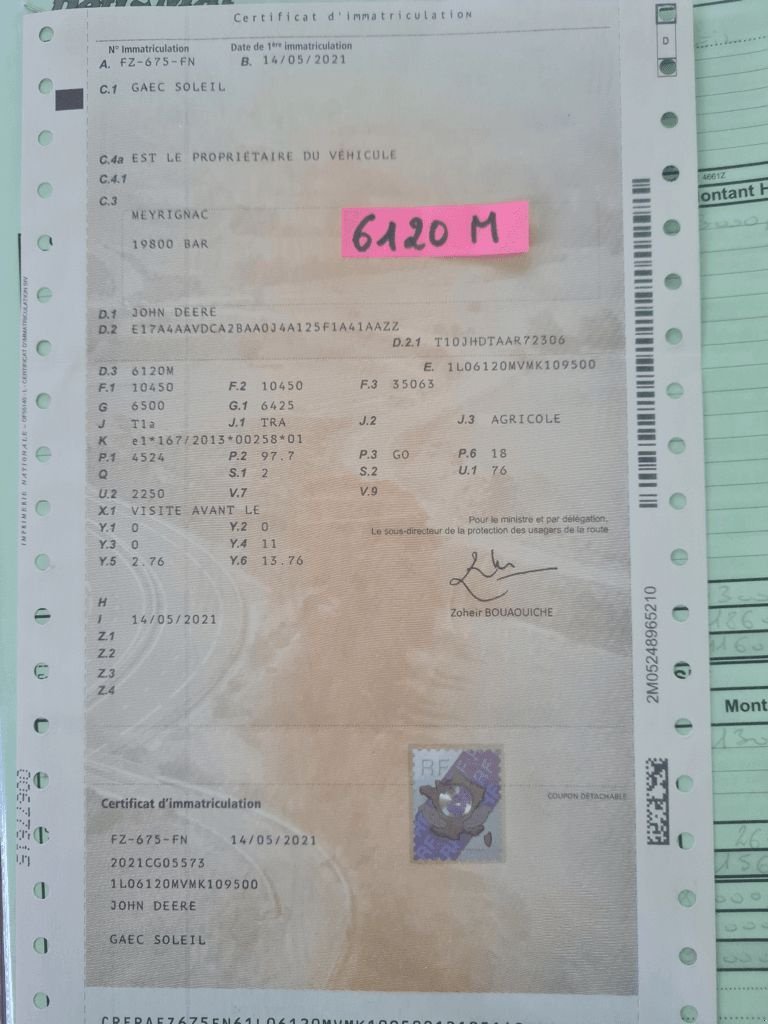 Certificat d'immatriculation
N° Immatriculation Date de 1ère immatriculation
A. FZ-675-FN B. 14/05/2021
C.1 GAEC SOLEIL
C.4a EST LE PROPRIÉTAIRE DU VÉHICULE
C.4.1
C.3
MEYRIGNAC
19800 BAR
6120 M
D.1 JOHN DEERE
D.2 E17A4AAVDCA2BAA0J4A125F1A41AAZZ
D.2.1 T10JHDTAAR72306
D.3 6120M E. 1L06120MVMK109500
F.1 10450 F.2 10450 F.3 35063
G 6500 G.1 6425
J T1a J.1 TRA J.2 J.3 AGRICOLE
K e1*167/2013*00258*01
P.1 4524 P.2 97.7 P.3 GO P.6 18
Q S.1 2 S.2 U.1 76
U.2 2250 V.7 V.9
X.1 VISITE AVANT LE
Y.1 0 Y.2 0
Y.3 0 Y.4 11
Y.5 2.76 Y.6 13.76
Pour le ministre et par délégation,
Le sous-directeur de la protection des usagers de la route
Zoheir BOUAOUICHE
H
I 14/05/2021
Z.1
Z.2
Z.3
Z.4
2M05248965210
RF
COUPON DÉTACHABLE
Certificat d'immatriculation
FZ-675-FN 14/05/2021
2021CG05573
1L06120MVMK109500
JOHN DEERE
GAEC SOLEIL
D
4661Z
ontant H
Mont